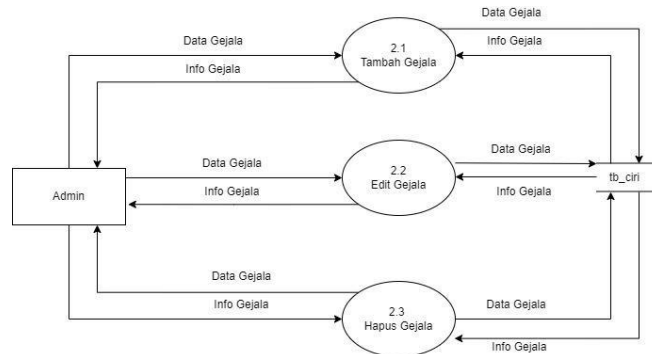 Data Gejala
Info Gejala
2.1
Tambah Gejala
Data Gejala
Info Gejala
Admin
Data Gejala
Info Gejala
2.2
Edit Gejala
Data Gejala
Info Gejala
tb_ciri
Data Gejala
Info Gejala
2.3
Hapus Gejala
Data Gejala
Info Gejala